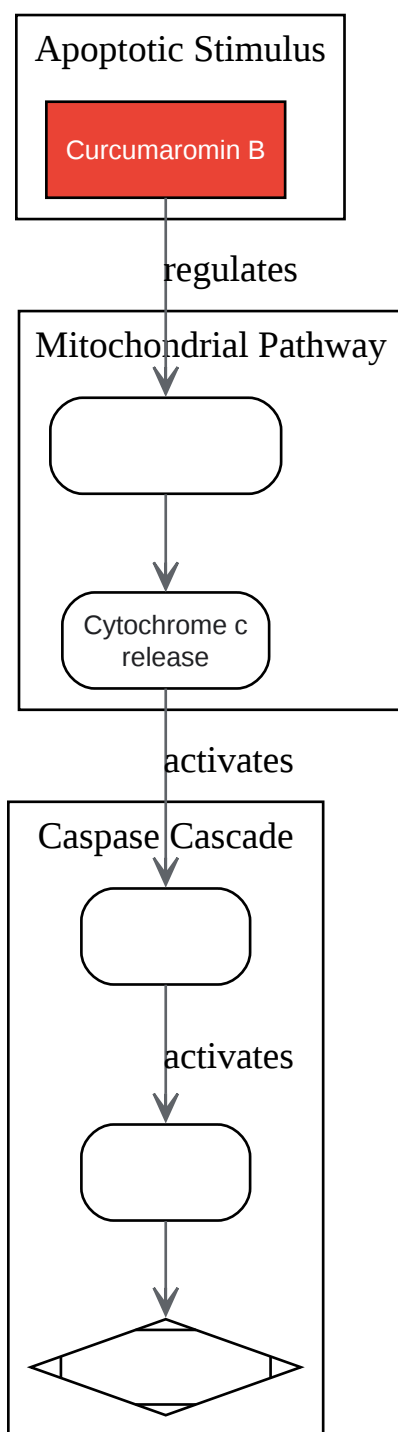 Apoptotic Stimulus
Curcumaromin B
regulates
Mitochondrial Pathway
Cytochrome c
release
activates
Caspase Cascade
activates